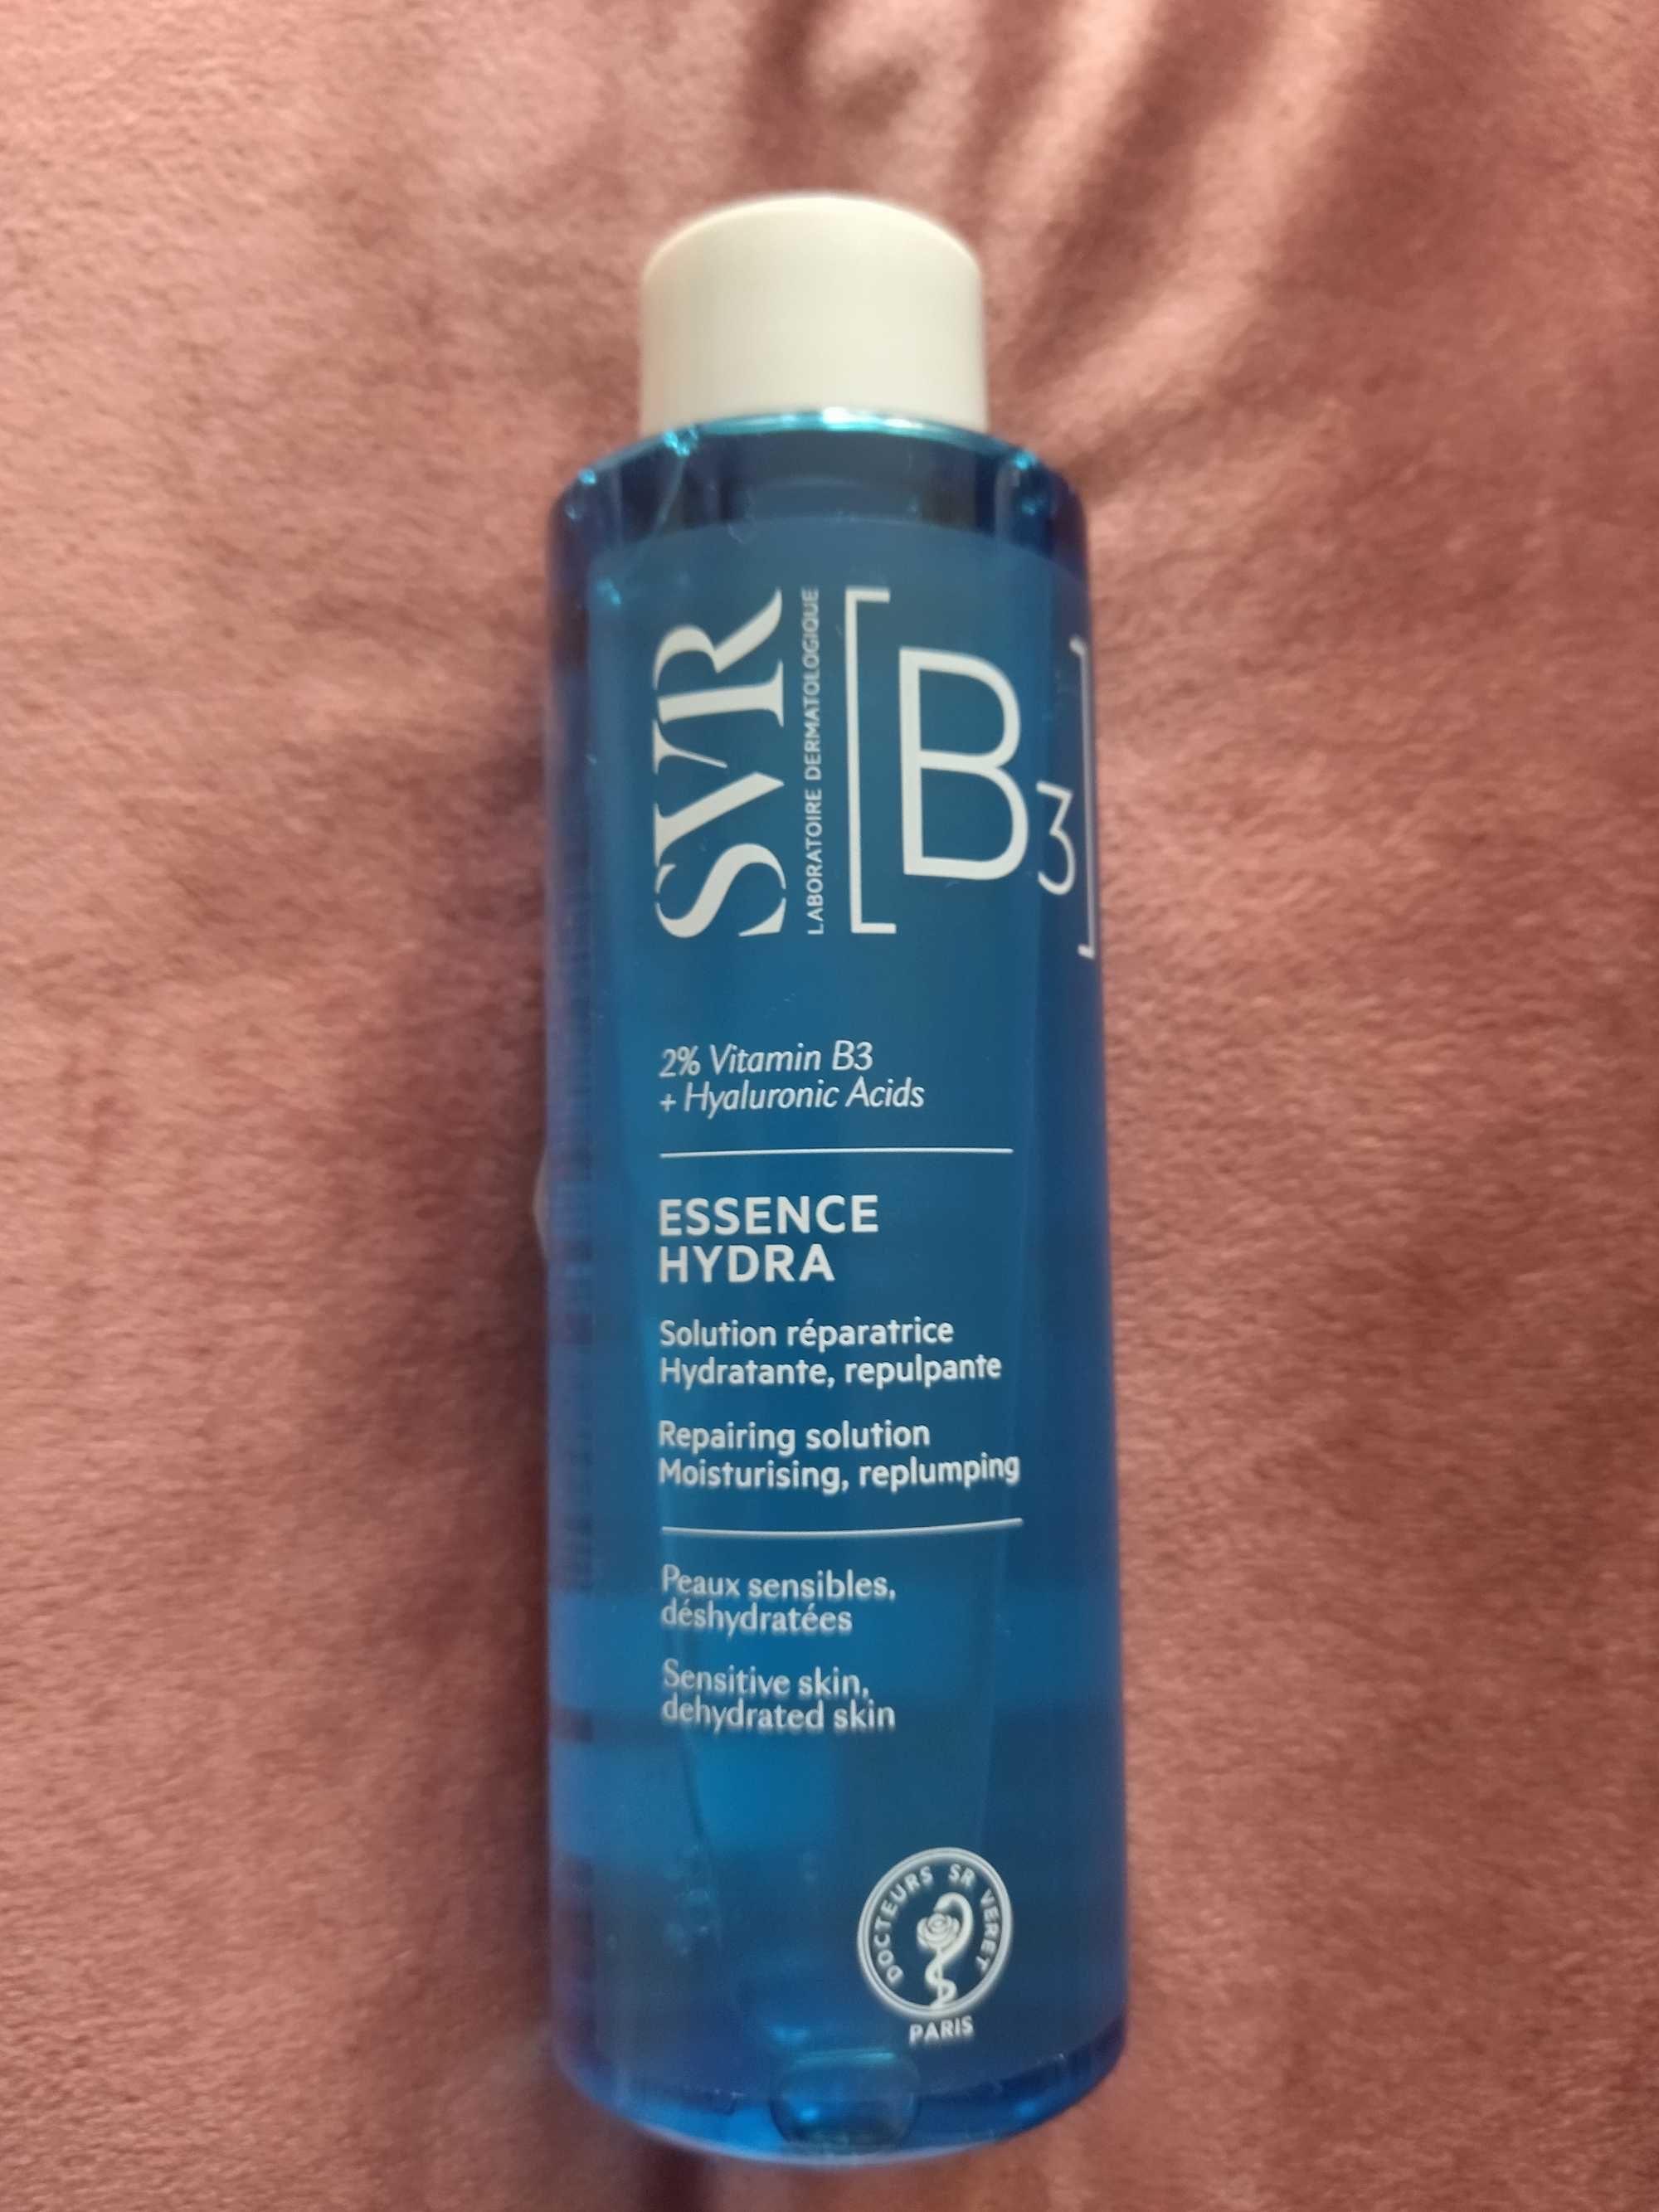 SVR
LABORATOIRE DERMATOLOGIQUE
[B3]
2% Vitamin B3
+ Hyaluronic Acids
ESSENCE
HYDRA
Solution réparatrice
Hydratante, repulpante
Repairing solution
Moisturising, replumping
Peaux sensibles,
déshydratées
Sensitive skin,
dehydrated skin
DOCTEURS SR VERET
PARIS